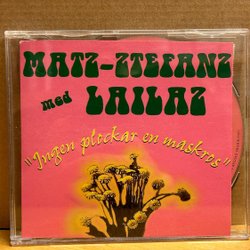 MATZ-ZTEFANZ
med LAILAZ
"Ingen plockar en maskros"